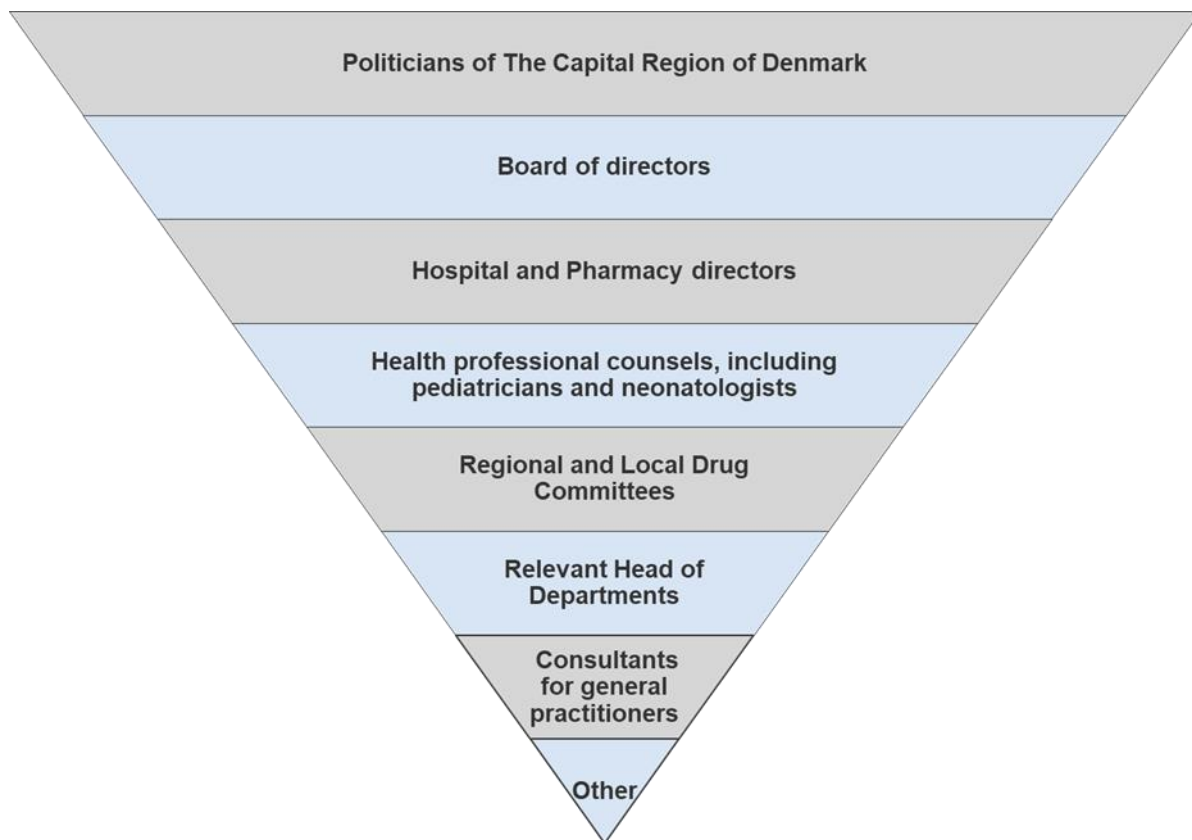 Politicians of The Capital Region of Denmark
Board of directors
Hospital and Pharmacy directors
Health professional counsels, including
pediatricians and neonatologists
Regional and Local Drug
Committees
Relevant Head of
Departments
Consultants
for general
practitioners
Other